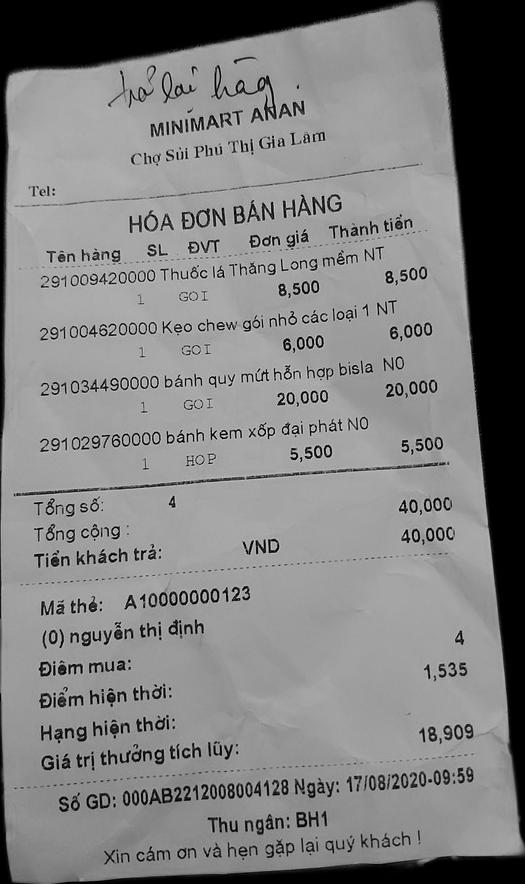 trả lại hàng.
MINIMART ANAN
Chợ Sủi Phú Thị Gia Lâm
Tel:
HÓA ĐƠN BÁN HÀNG
Tên hàng SL ĐVT Đơn giá Thành tiền
291009420000 Thuốc lá Thăng Long mềm NT
1 GOI 8,500 8,500
291004620000 Kẹo chew gói nhỏ các loại 1 NT
1 GOI 6,000 6,000
291034490000 bánh quy mứt hỗn hợp bisla N0
1 GOI 20,000 20,000
291029760000 bánh kem xốp đại phát N0
1 HOP 5,500 5,500
Tổng số: 4
Tổng cộng : 40,000
Tiền khách trả: VND 40,000
Mã thẻ: A10000000123
(0) nguyễn thị định
Điêm mua: 4
Điểm hiện thời: 1,535
Hạng hiện thời:
Giá trị thưởng tích lũy: 18,909
Số GD: 000AB2212008004128 Ngày: 17/08/2020-09:59
Thu ngân: BH1
Xin cám ơn và hẹn gặp lại quý khách !